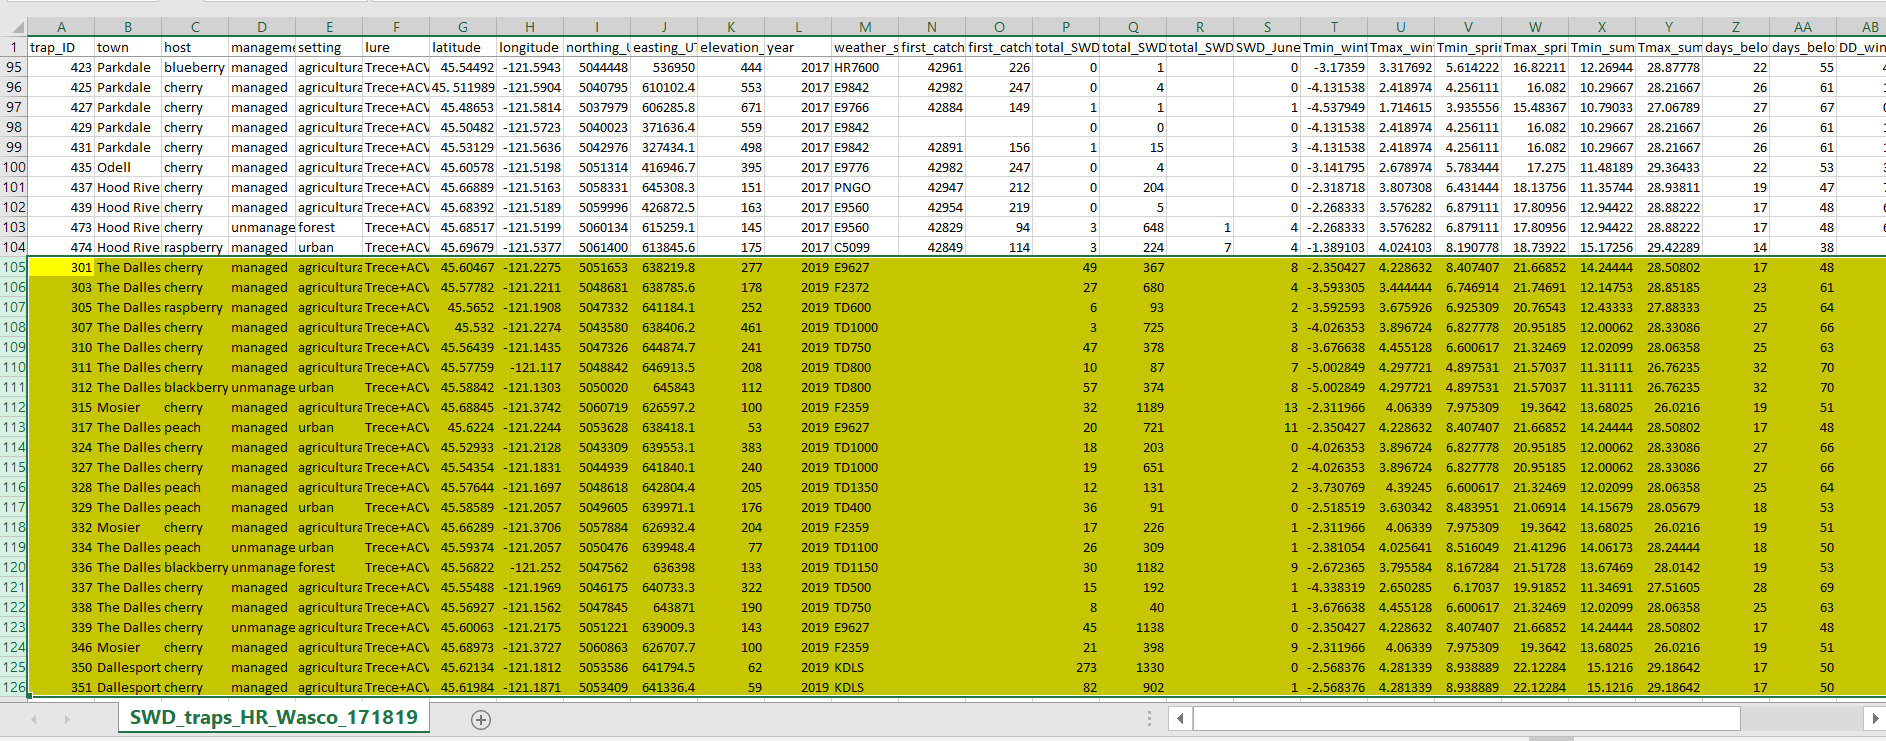 A B C D E F G H I J K L M N O P Q R S T U V W X Y Z AA AB
1 trap_ID town host manageme setting lure latitude longitude northing_U easting_UT elevation_ year weather_s first_catch first_catch total_SWD total_SWD total_SWD SWD_June Tmin_wint Tmax_win Tmin_sprin Tmax_spri Tmin_sum Tmax_sum days_belo days_belo DD_win
95 423 Parkdale blueberry managed agricultura Trece+ACV 45.54492 -121.5943 5044448 536950 444 2017 HR7600 42961 226 0 1 0 -3.17359 3.317692 5.614222 16.82211 12.26944 28.87778 22 55
96 425 Parkdale cherry managed agricultura Trece+ACV 45. 511989 -121.5904 5040795 610102.4 553 2017 E9842 42982 247 0 4 0 -4.131538 2.418974 4.256111 16.082 10.29667 28.21667 26 61
97 427 Parkdale cherry managed agricultura Trece+ACV 45.48653 -121.5814 5037979 606285.8 671 2017 E9766 42884 149 1 1 1 -4.537949 1.714615 3.935556 15.48367 10.79033 27.06789 27 67
98 429 Parkdale cherry managed agricultura Trece+ACV 45.50482 -121.5723 5040023 371636.4 559 2017 E9842 0 0 0 -4.131538 2.418974 4.256111 16.082 10.29667 28.21667 26 61
99 431 Parkdale cherry managed agricultura Trece+ACV 45.53129 -121.5636 5042976 327434.1 498 2017 E9842 42891 156 1 15 3 -4.131538 2.418974 4.256111 16.082 10.29667 28.21667 26 61
100 435 Odell cherry managed agricultura Trece+ACV 45.60578 -121.5198 5051314 416946.7 395 2017 E9776 42982 247 0 4 0 -3.141795 2.678974 5.783444 17.275 11.48189 29.36433 22 53
101 437 Hood Rive cherry managed agricultura Trece+ACV 45.66889 -121.5163 5058331 645308.3 151 2017 PNGO 42947 212 0 204 0 -2.318718 3.807308 6.431444 18.13756 11.35744 28.93811 19 47
102 439 Hood Rive cherry managed agricultura Trece+ACV 45.68392 -121.5189 5059996 426872.5 163 2017 E9560 42954 219 0 5 0 -2.268333 3.576282 6.879111 17.80956 12.94422 28.88222 17 48
103 473 Hood Rive cherry unmanage forest Trece+ACV 45.68517 -121.5199 5060134 615259.1 145 2017 E9560 42829 94 3 648 1 4 -2.268333 3.576282 6.879111 17.80956 12.94422 28.88222 17 48
104 474 Hood Rive raspberry managed urban Trece+ACV 45.69679 -121.5377 5061400 613845.6 175 2017 C5099 42849 114 3 224 7 4 -1.389103 4.024103 8.190778 18.73922 15.17256 29.42289 14 38
105 301 The Dalles cherry managed agricultura Trece+ACV 45.60467 -121.2275 5051653 638219.8 277 2019 E9627 49 367 8 -2.350427 4.228632 8.407407 21.66852 14.24444 28.50802 17 48
106 303 The Dalles cherry managed agricultura Trece+ACV 45.57782 -121.2211 5048681 638785.6 178 2019 F2372 27 680 4 -3.593305 3.444444 6.746914 21.74691 12.14753 28.85185 23 61
107 305 The Dalles raspberry managed agricultura Trece+ACV 45.5652 -121.1908 5047332 641184.1 252 2019 TD600 6 93 2 -3.592593 3.675926 6.925309 20.76543 12.43333 27.88333 25 64
108 307 The Dalles cherry managed agricultura Trece+ACV 45.532 -121.2274 5043580 638406.2 461 2019 TD1000 3 725 3 -4.026353 3.896724 6.827778 20.95185 12.00062 28.33086 27 66
109 310 The Dalles cherry managed agricultura Trece+ACV 45.56439 -121.1435 5047326 644874.7 241 2019 TD750 47 378 8 -3.676638 4.455128 6.600617 21.32469 12.02099 28.06358 25 63
110 311 The Dalles cherry managed agricultura Trece+ACV 45.57759 -121.117 5048842 646913.5 208 2019 TD800 10 87 7 -5.002849 4.297721 4.897531 21.57037 11.31111 26.76235 32 70
111 312 The Dalles blackberry unmanage urban Trece+ACV 45.58842 -121.1303 5050020 645843 112 2019 TD800 57 374 8 -5.002849 4.297721 4.897531 21.57037 11.31111 26.76235 32 70
112 315 Mosier cherry managed agricultura Trece+ACV 45.68845 -121.3742 5060719 626597.2 100 2019 F2359 32 1189 13 -2.311966 4.06339 7.975309 19.3642 13.68025 26.0216 19 51
113 317 The Dalles peach managed urban Trece+ACV 45.6224 -121.2244 5053628 638418.1 53 2019 E9627 20 721 11 -2.350427 4.228632 8.407407 21.66852 14.24444 28.50802 17 48
114 324 The Dalles cherry managed agricultura Trece+ACV 45.52933 -121.2128 5043309 639553.1 383 2019 TD1000 18 203 0 -4.026353 3.896724 6.827778 20.95185 12.00062 28.33086 27 66
115 327 The Dalles cherry managed agricultura Trece+ACV 45.54354 -121.1831 5044939 641840.1 240 2019 TD1000 19 651 2 -4.026353 3.896724 6.827778 20.95185 12.00062 28.33086 27 66
116 328 The Dalles peach managed agricultura Trece+ACV 45.57644 -121.1697 5048618 642804.4 205 2019 TD1350 12 131 2 -3.730769 4.39245 6.600617 21.32469 12.02099 28.06358 25 64
117 329 The Dalles peach managed urban Trece+ACV 45.58589 -121.2057 5049605 639971.1 176 2019 TD400 36 91 0 -2.518519 3.630342 8.483951 21.06914 14.15679 28.05679 18 53
118 332 Mosier cherry managed agricultura Trece+ACV 45.66289 -121.3706 5057884 626932.4 204 2019 F2359 17 226 1 -2.311966 4.06339 7.975309 19.3642 13.68025 26.0216 19 51
119 334 The Dalles peach unmanage urban Trece+ACV 45.59374 -121.2057 5050476 639948.4 77 2019 TD1100 26 309 1 -2.381054 4.025641 8.516049 21.41296 14.06173 28.24444 18 50
120 336 The Dalles blackberry unmanage forest Trece+ACV 45.56822 -121.252 5047562 636398 133 2019 TD1150 30 1182 9 -2.672365 3.795584 8.167284 21.51728 13.67469 28.0142 19 53
121 337 The Dalles cherry managed agricultura Trece+ACV 45.55488 -121.1969 5046175 640733.3 322 2019 TD500 15 192 1 -4.338319 2.650285 6.17037 19.91852 11.34691 27.51605 28 69
122 338 The Dalles cherry managed agricultura Trece+ACV 45.56927 -121.1562 5047845 643871 190 2019 TD750 8 40 1 -3.676638 4.455128 6.600617 21.32469 12.02099 28.06358 25 63
123 339 The Dalles cherry unmanage agricultura Trece+ACV 45.60063 -121.2175 5051221 639009.3 143 2019 E9627 45 1138 0 -2.350427 4.228632 8.407407 21.66852 14.24444 28.50802 17 48
124 346 Mosier cherry managed agricultura Trece+ACV 45.68973 -121.3727 5060863 626707.7 100 2019 F2359 21 398 9 -2.311966 4.06339 7.975309 19.3642 13.68025 26.0216 19 51
125 350 Dallesport cherry managed agricultura Trece+ACV 45.62134 -121.1812 5053586 641794.5 62 2019 KDLS 273 1330 0 -2.568376 4.281339 8.938889 22.12284 15.1216 29.18642 17 50
126 351 Dallesport cherry managed agricultura Trece+ACV 45.61984 -121.1871 5053409 641336.4 59 2019 KDLS 82 902 1 -2.568376 4.281339 8.938889 22.12284 15.1216 29.18642 17 50
SWD_traps_HR_Wasco_171819